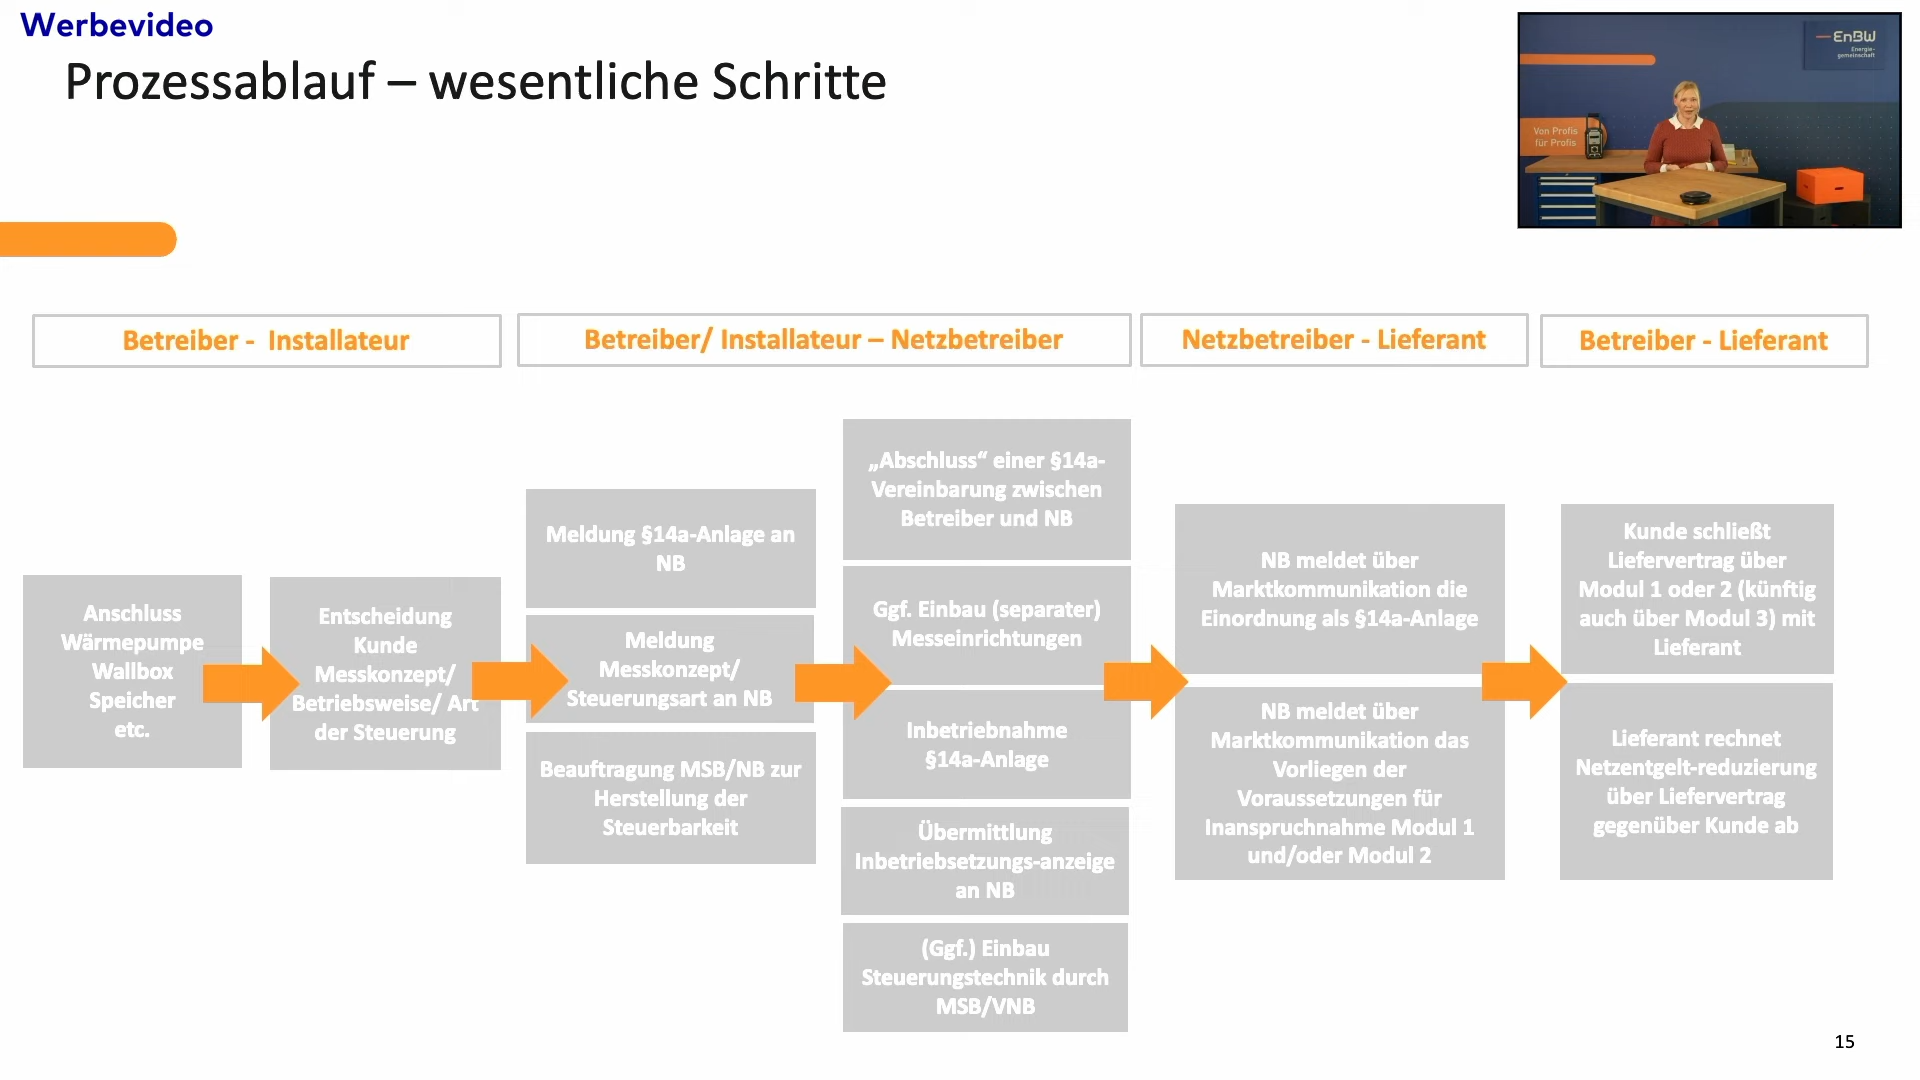 Werbevideo
Prozessablauf – wesentliche Schritte
EnBW
Energie-
gemeinschaft
Von Profis
für Profis
Betreiber - Installateur
Betreiber/ Installateur – Netzbetreiber
Netzbetreiber - Lieferant
Betreiber - Lieferant
Anschluss
Wärmepumpe
Wallbox
Speicher
etc.
Entscheidung
Kunde
Messkonzept/
Betriebsweise/ Art
der Steuerung
Meldung §14a-Anlage an
NB
Meldung
Messkonzept/
Steuerungsart an NB
Beauftragung MSB/NB zur
Herstellung der
Steuerbarkeit
„Abschluss“ einer §14a-
Vereinbarung zwischen
Betreiber und NB
Ggf. Einbau (separater)
Messeinrichtungen
Inbetriebnahme
§14a-Anlage
Übermittlung
Inbetriebsetzungs-anzeige
an NB
(Ggf.) Einbau
Steuerungstechnik durch
MSB/VNB
NB meldet über
Marktkommunikation die
Einordnung als §14a-Anlage
NB meldet über
Marktkommunikation das
Vorliegen der
Voraussetzungen für
Inanspruchnahme Modul 1
und/oder Modul 2
Kunde schließt
Liefervertrag über
Modul 1 oder 2 (künftig
auch über Modul 3) mit
Lieferant
Lieferant rechnet
Netzentgelt-reduzierung
über Liefervertrag
gegenüber Kunde ab
15